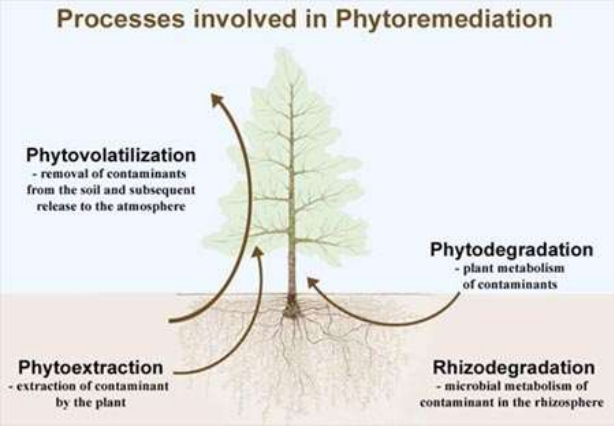 Processes involved in Phytoremediation
Phytovolatilization
- removal of contaminants
from the soil and subsequent
release to the atmosphere
Phytodegradation
- plant metabolism
of contaminants
Phytoextraction
- extraction of contaminant
by the plant
Rhizodegradation
- microbial metabolism of
contaminant in the rhizosphere